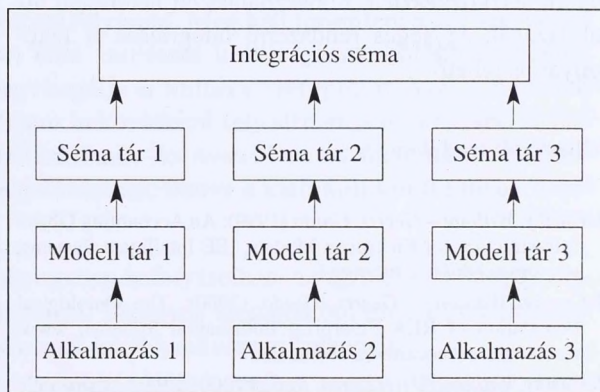 Integrációs séma
Séma tár 1 Séma tár 2 Séma tár 3
Modell tár 1 Modell tár 2 Modell tár 3
Alkalmazás 1 Alkalmazás 2 Alkalmazás 3